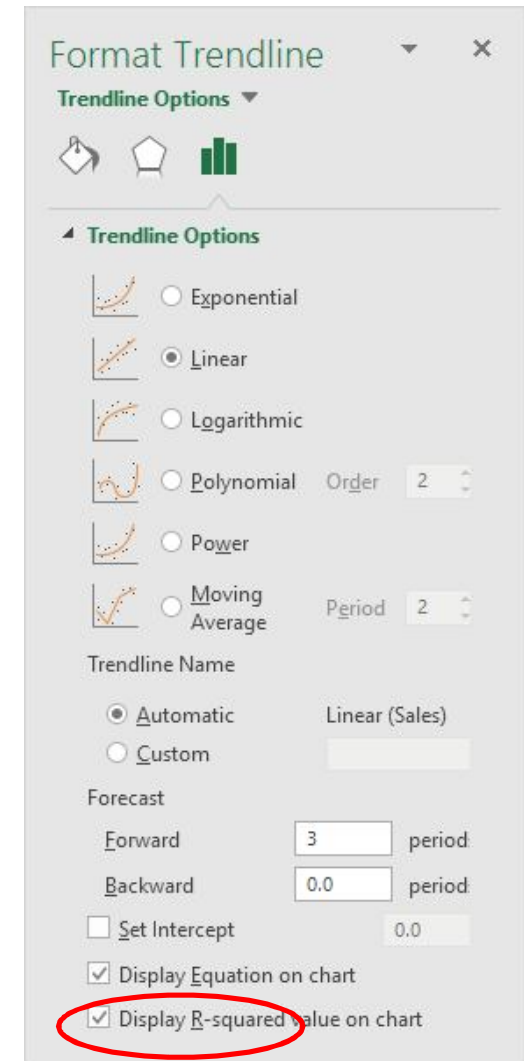 Format Trendline
Trendline Options
Trendline Options
Exponential
Linear
Logarithmic
Polynomial Order 2
Power
Moving
Average Period 2
Trendline Name
Automatic Linear (Sales)
Custom
Forecast
Forward 3 period
Backward 0.0 period
Set Intercept 0.0
Display Equation on chart
Display R-squared value on chart